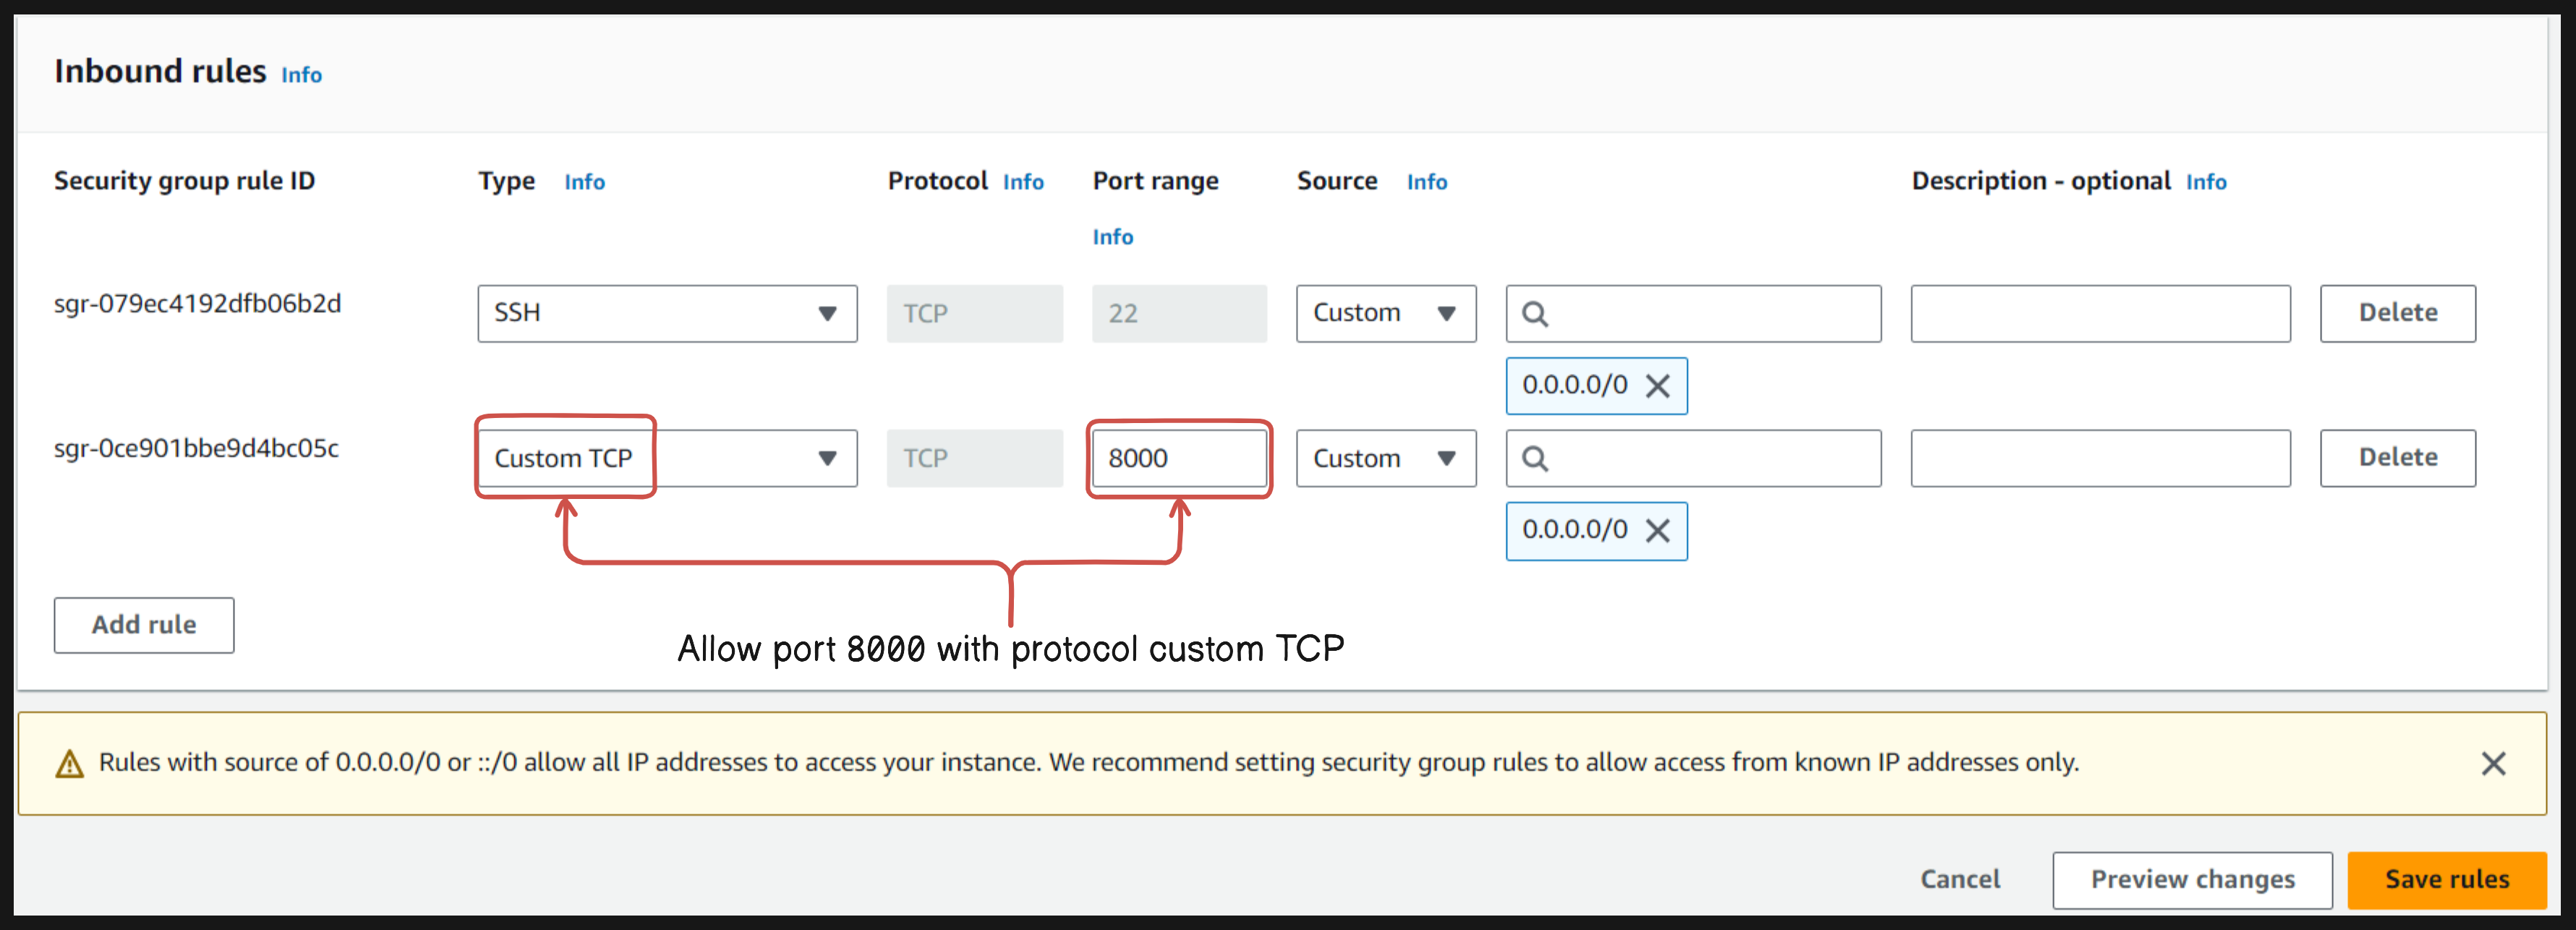 Inbound rules Info
Security group rule ID Type Info Protocol Info Port range Info Source Info Description - optional Info
sgr-079ec4192dfb06b2d SSH TCP 22 Custom Delete
0.0.0.0/0
sgr-0ce901bbe9d4bc05c Custom TCP TCP 8000 Custom Delete
0.0.0.0/0
Add rule
Allow port 8000 with protocol custom TCP
Rules with source of 0.0.0.0/0 or ::/0 allow all IP addresses to access your instance. We recommend setting security group rules to allow access from known IP addresses only.
Cancel Preview changes Save rules